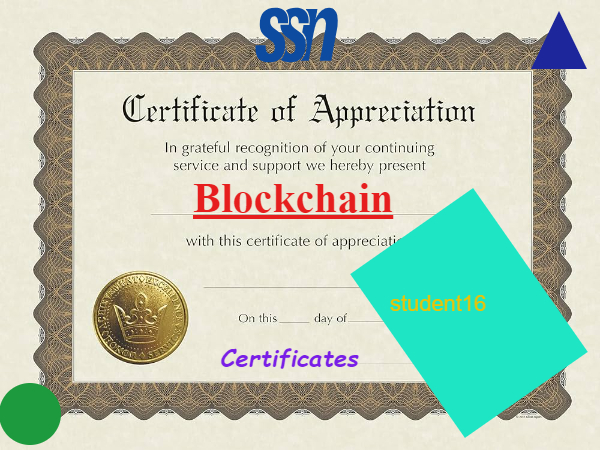 SSN
Certificate of Appreciation
In grateful recognition of your continuing
service and support we hereby present
Blockchain
with this certificate of
student16
On this day of
Certificates